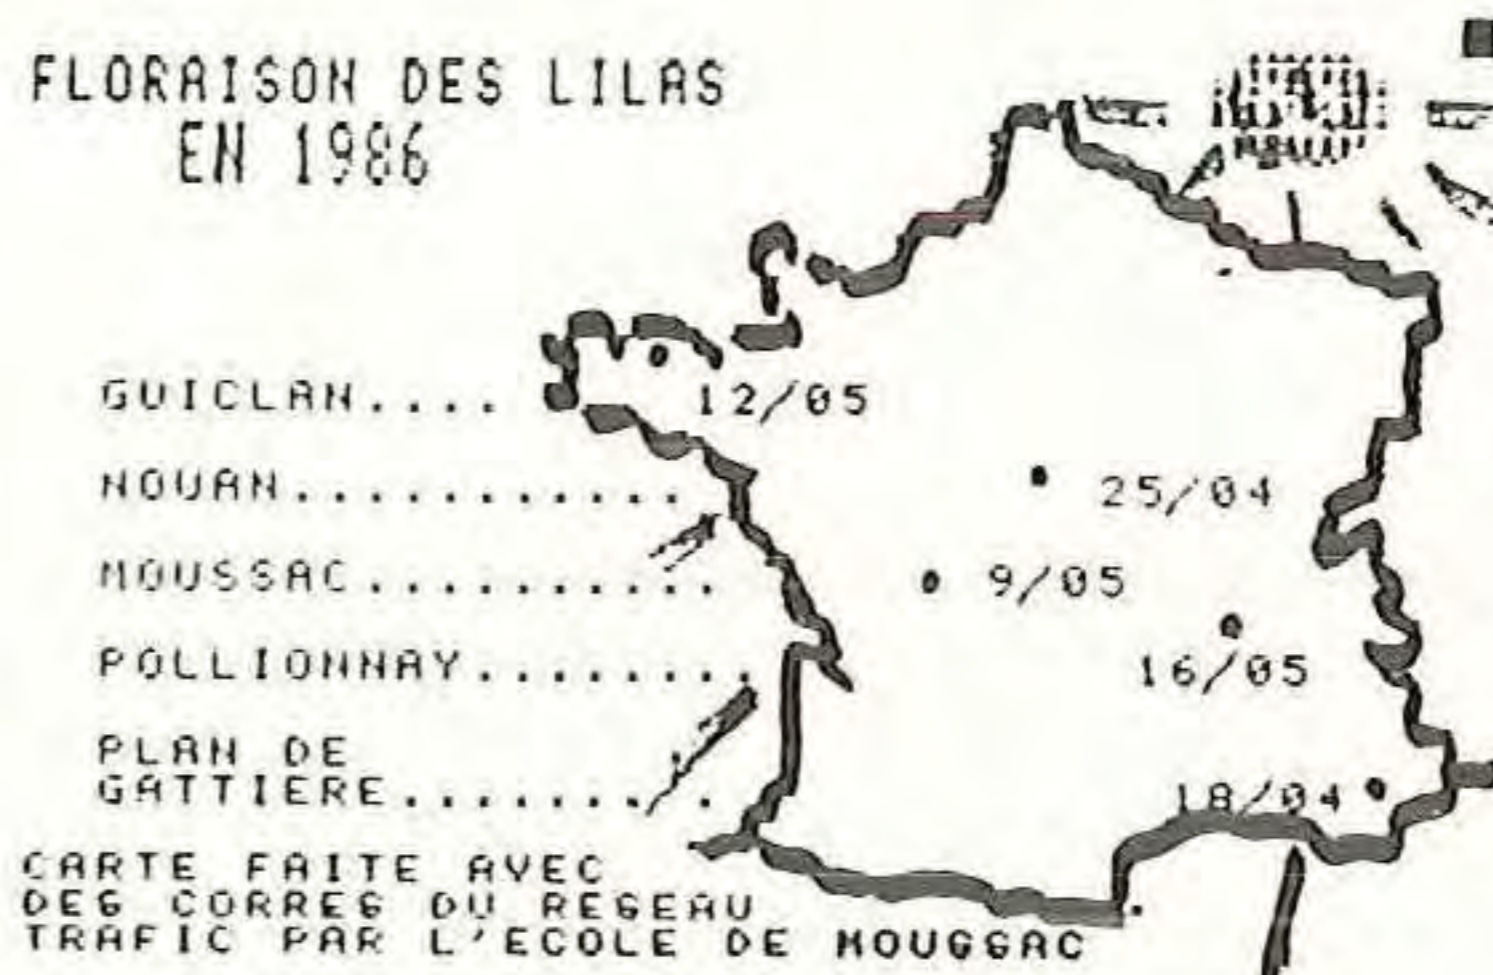 FLORAISON DES LILAS
EN 1986
GUICLAN.... 12/05
NOUAN........... 25/04
MOUSSAC.......... 9/05
POLLIONNAY........ 16/05
PLAN DE
GATTIERE......... 18/04
CARTE FAITE AVEC
DES CORRES DU RESEAU
TRAFIC PAR L'ECOLE DE MOUSSAC